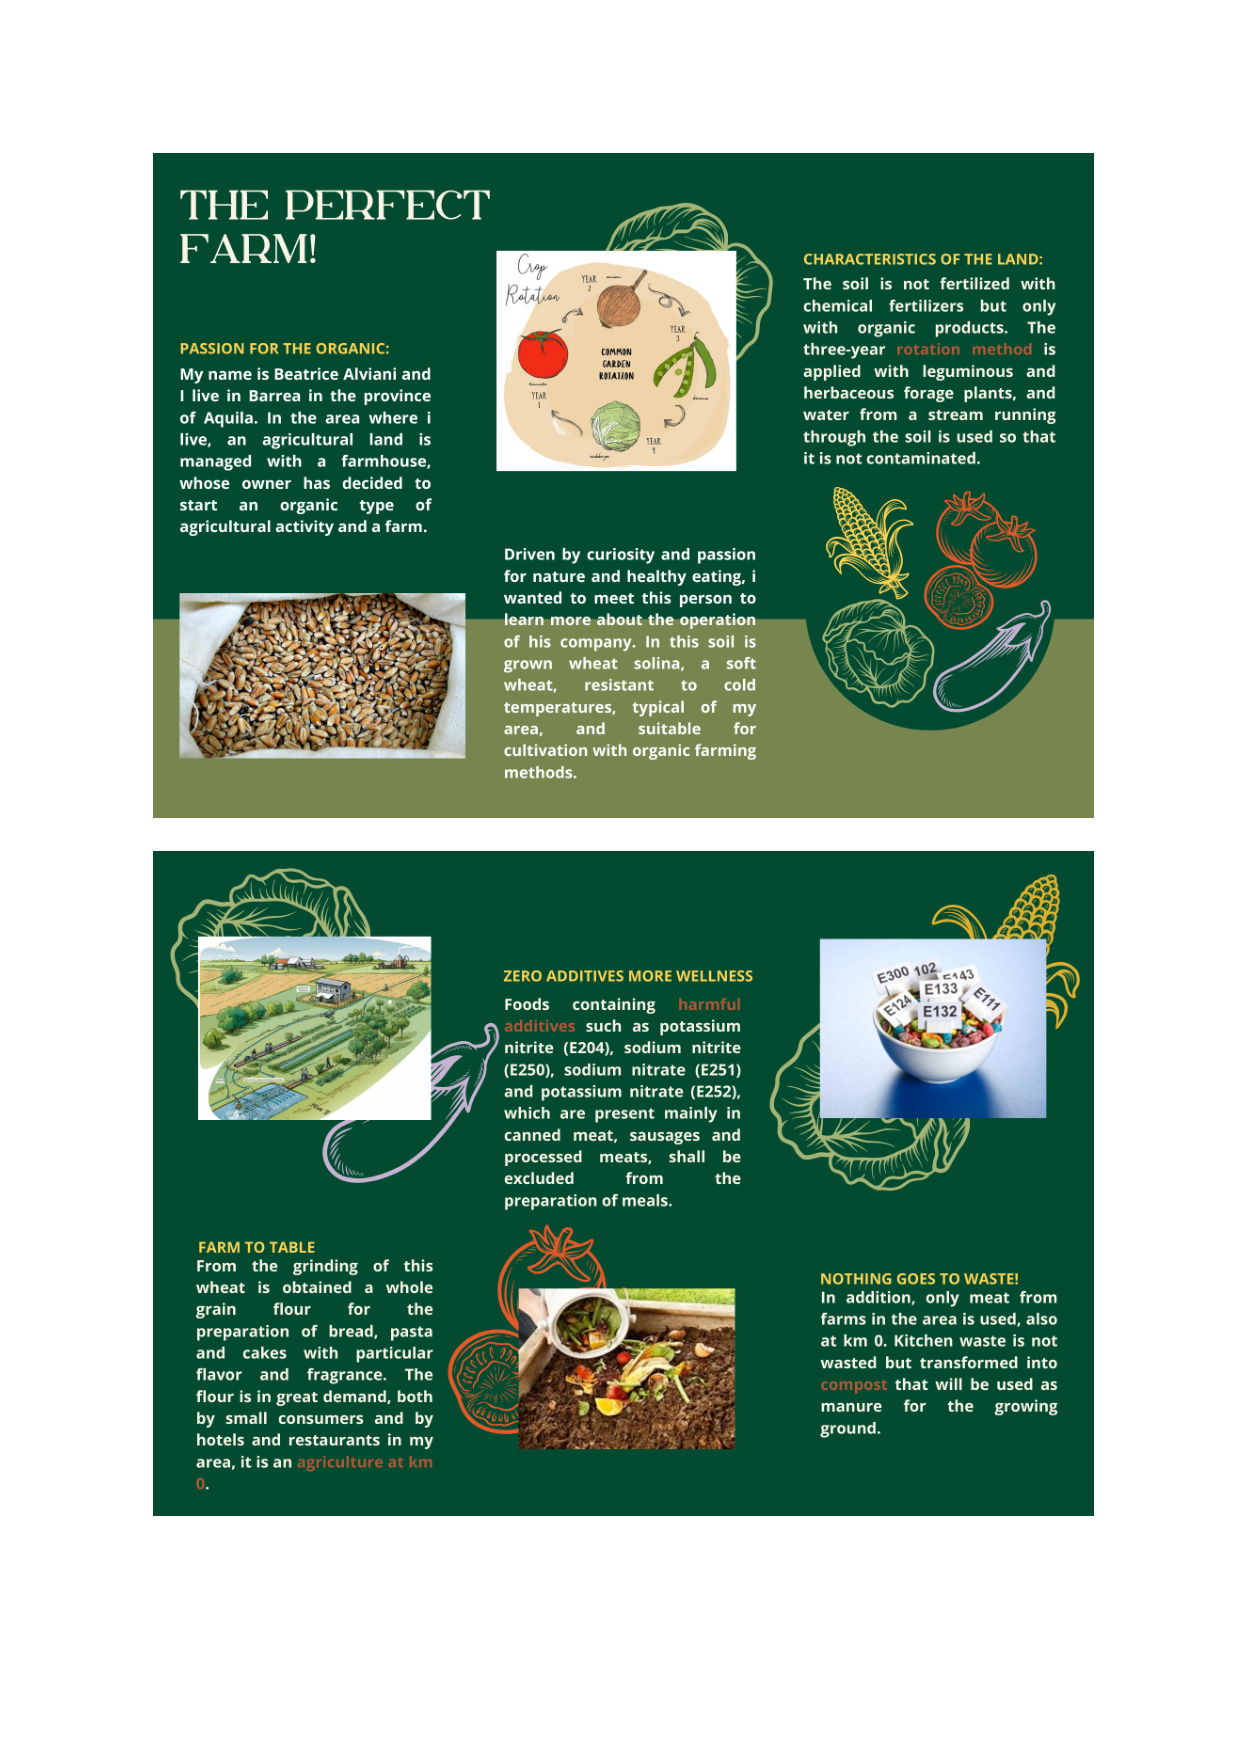 THE PERFECT
FARM!
PASSION FOR THE ORGANIC:
My name is Beatrice Alviani and
I live in Barrea in the province
of Aquila. In the area where i
live, an agricultural land is
managed with a farmhouse,
whose owner has decided to
start an organic type of
agricultural activity and a farm.
Crop
Rotation
YEAR
2
YEAR
3
COMMON
GARDEN
ROTATION
YEAR
1
YEAR
4
Driven by curiosity and passion
for nature and healthy eating, i
wanted to meet this person to
learn more about the operation
of his company. In this soil is
grown wheat solina, a soft
wheat, resistant to cold
temperatures, typical of my
area, and suitable for
cultivation with organic farming
methods.
CHARACTERISTICS OF THE LAND:
The soil is not fertilized with
chemical fertilizers but only
with organic products. The
three-year rotation method is
applied with leguminous and
herbaceous forage plants, and
water from a stream running
through the soil is used so that
it is not contaminated.
FARM TO TABLE
From the grinding of this
wheat is obtained a whole
grain flour for the
preparation of bread, pasta
and cakes with particular
flavor and fragrance. The
flour is in great demand, both
by small consumers and by
hotels and restaurants in my
area, it is an agriculture at km
0.
ZERO ADDITIVES MORE WELLNESS
Foods containing harmful
additives such as potassium
nitrite (E204), sodium nitrite
(E250), sodium nitrate (E251)
and potassium nitrate (E252),
which are present mainly in
canned meat, sausages and
processed meats, shall be
excluded from the
preparation of meals.
E300 102 E143
E133
E124 E111
E132
NOTHING GOES TO WASTE!
In addition, only meat from
farms in the area is used, also
at km 0. Kitchen waste is not
wasted but transformed into
compost that will be used as
manure for the growing
ground.